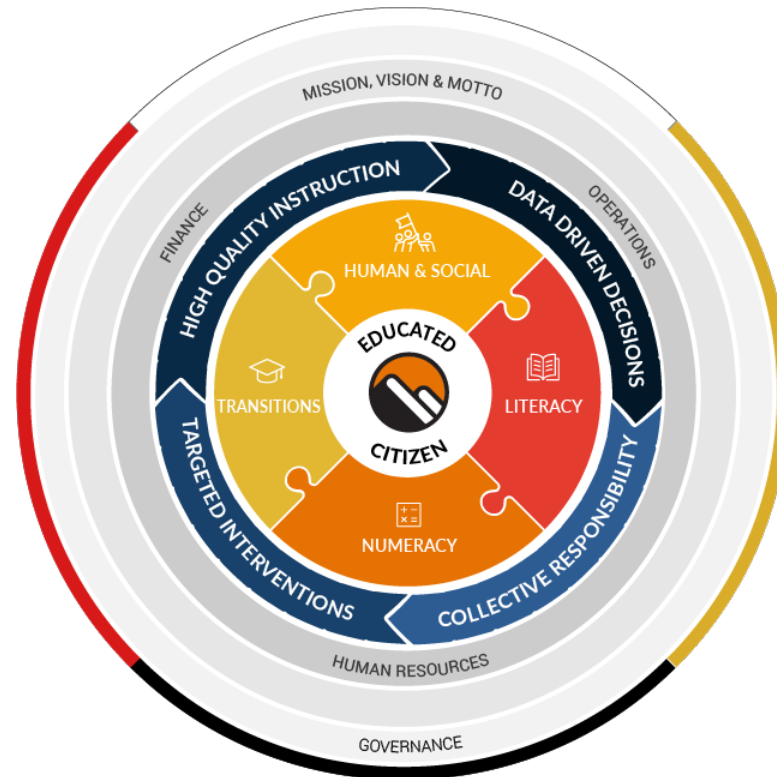 MISSION, VISION & MOTTO
FINANCE
OPERATIONS
HIGH QUALITY INSTRUCTION
DATA DRIVEN DECISIONS
HUMAN & SOCIAL
EDUCATED
TRANSITIONS
LITERACY
CITIZEN
NUMERACY
TARGETED INTERVENTIONS
COLLECTIVE RESPONSIBILITY
HUMAN RESOURCES
GOVERNANCE